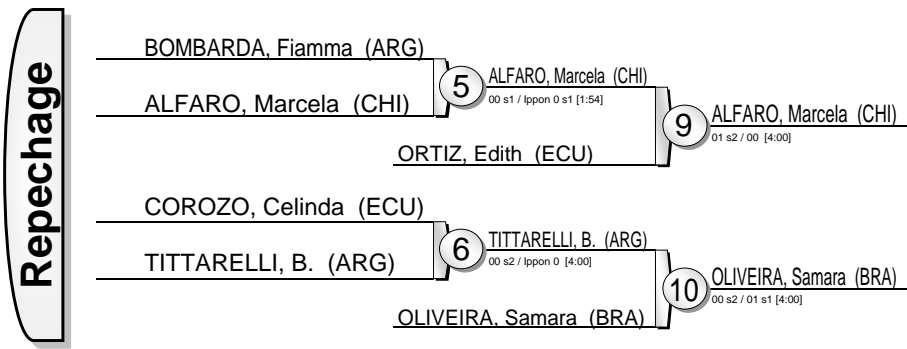 Repechage
BOMBARDA, Fiamma (ARG)
ALFARO, Marcela (CHI)
5
ALFARO, Marcela (CHI)
00 s1 / Ippon 0 s1 [1:54]
ORTIZ, Edith (ECU)
9
ALFARO, Marcela (CHI)
01 s2 / 00 [4:00]
COROZO, Celinda (ECU)
TITTARELLI, B. (ARG)
6
TITTARELLI, B. (ARG)
00 s2 / Ippon 0 [4:00]
OLIVEIRA, Samara (BRA)
10
OLIVEIRA, Samara (BRA)
00 s2 / 01 s1 [4:00]